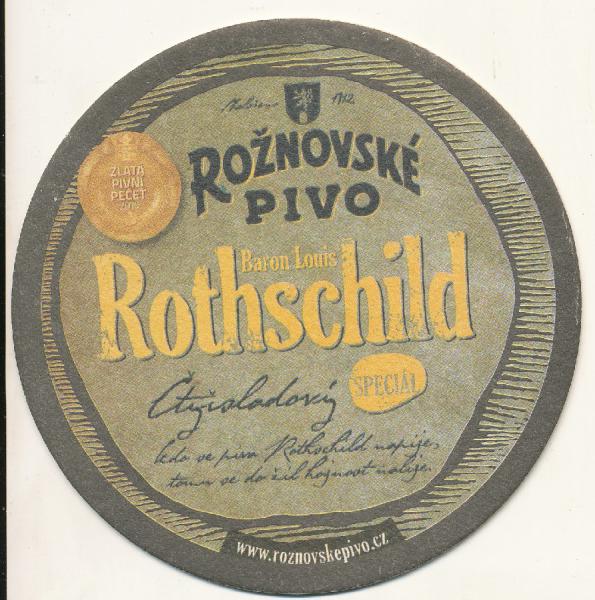 Založeno 1712
ROŽNOVSKÉ
PIVO
ZLATÁ
PIVNÍ
PEČEŤ
Baron Louis
Rothschild
Čtyřsladový
SPECIÁL
kdo se piva Rothschild napije,
tomu se do žil hojnost nalije.
www.roznovskepivo.cz